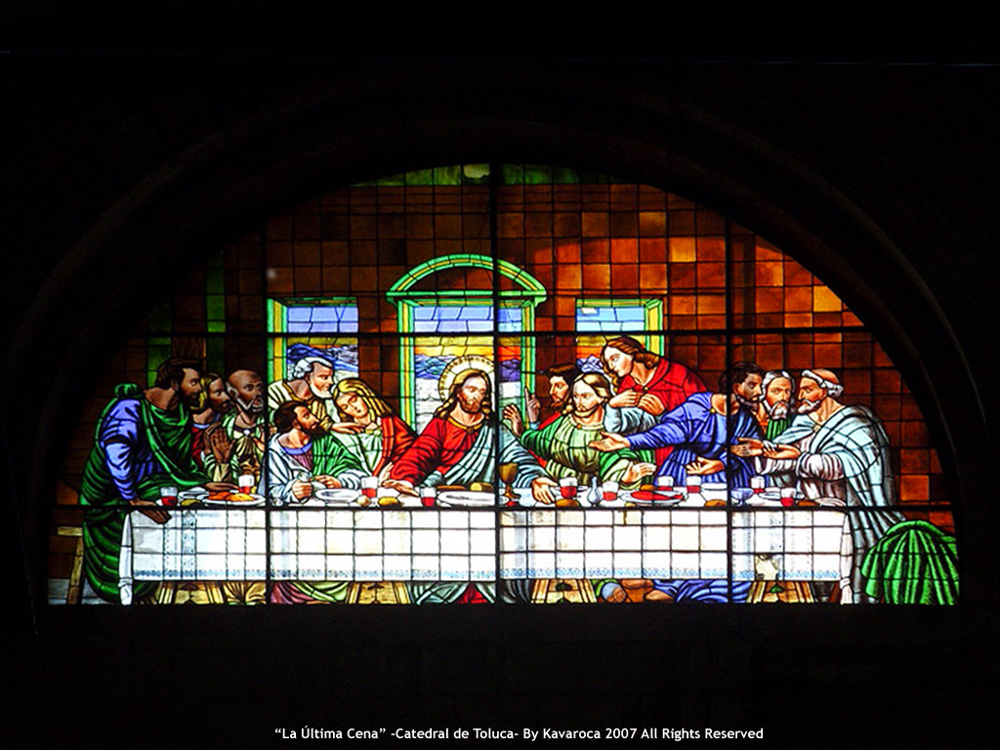 “La Última Cena” -Catedral de Toluca- By Kavaroca 2007 All Rights Reserved